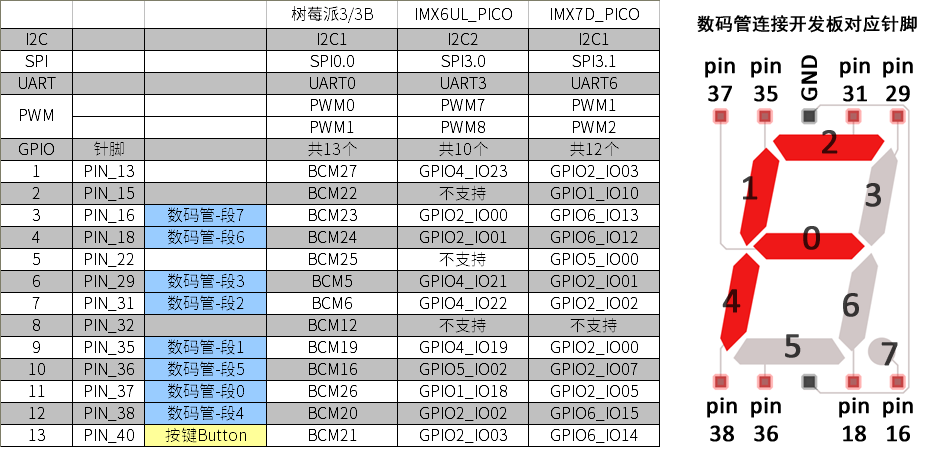 树莓派3/3B IMX6UL_PICO IMX7D_PICO
I2C I2C1 I2C2 I2C1
SPI SPI0.0 SPI3.0 SPI3.1
UART UART0 UART3 UART6
PWM PWM0 PWM7 PWM1
PWM1 PWM8 PWM2
GPIO 针脚 共13个 共10个 共12个
1 PIN_13 BCM27 GPIO4_IO23 GPIO2_IO03
2 PIN_15 BCM22 不支持 GPIO1_IO10
3 PIN_16 数码管-段7 BCM23 GPIO2_IO00 GPIO6_IO13
4 PIN_18 数码管-段6 BCM24 GPIO2_IO01 GPIO6_IO12
5 PIN_22 BCM25 不支持 GPIO5_IO00
6 PIN_29 数码管-段3 BCM5 GPIO4_IO21 GPIO2_IO01
7 PIN_31 数码管-段2 BCM6 GPIO4_IO22 GPIO2_IO02
8 PIN_32 BCM12 不支持 不支持
9 PIN_35 数码管-段1 BCM19 GPIO4_IO19 GPIO2_IO00
10 PIN_36 数码管-段5 BCM16 GPIO5_IO02 GPIO2_IO07
11 PIN_37 数码管-段0 BCM26 GPIO1_IO18 GPIO2_IO05
12 PIN_38 数码管-段4 BCM20 GPIO2_IO02 GPIO6_IO15
13 PIN_40 按键Button BCM21 GPIO2_IO03 GPIO6_IO14
数码管连接开发板对应针脚
pin pin GND pin pin
37 35 31 29
2
1 3
0
4 6
5 7
pin pin pin pin
38 36 18 16